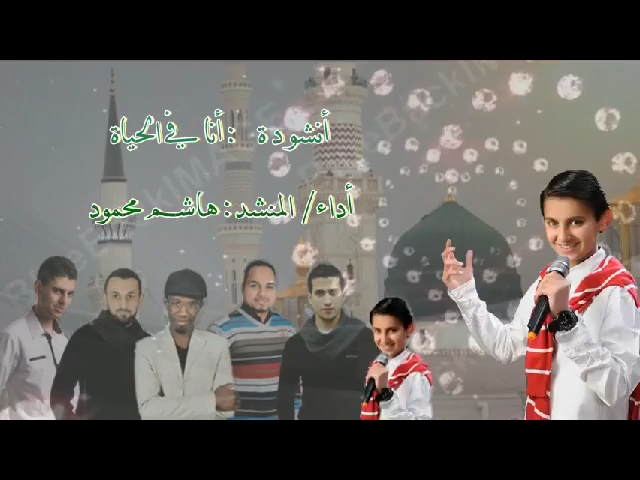 أنشودة : أنا في الحياة
أداء/ المنشد : هاشم محمود